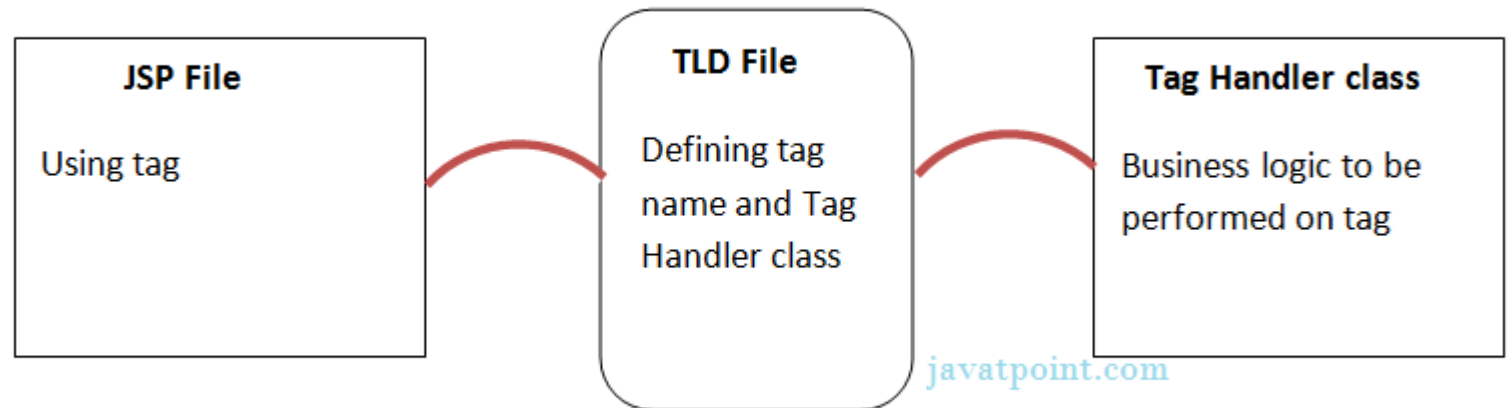 JSP File
Using tag
TLD File
Defining tag
name and Tag
Handler class
Tag Handler class
Business logic to be
performed on tag
javatpoint.com